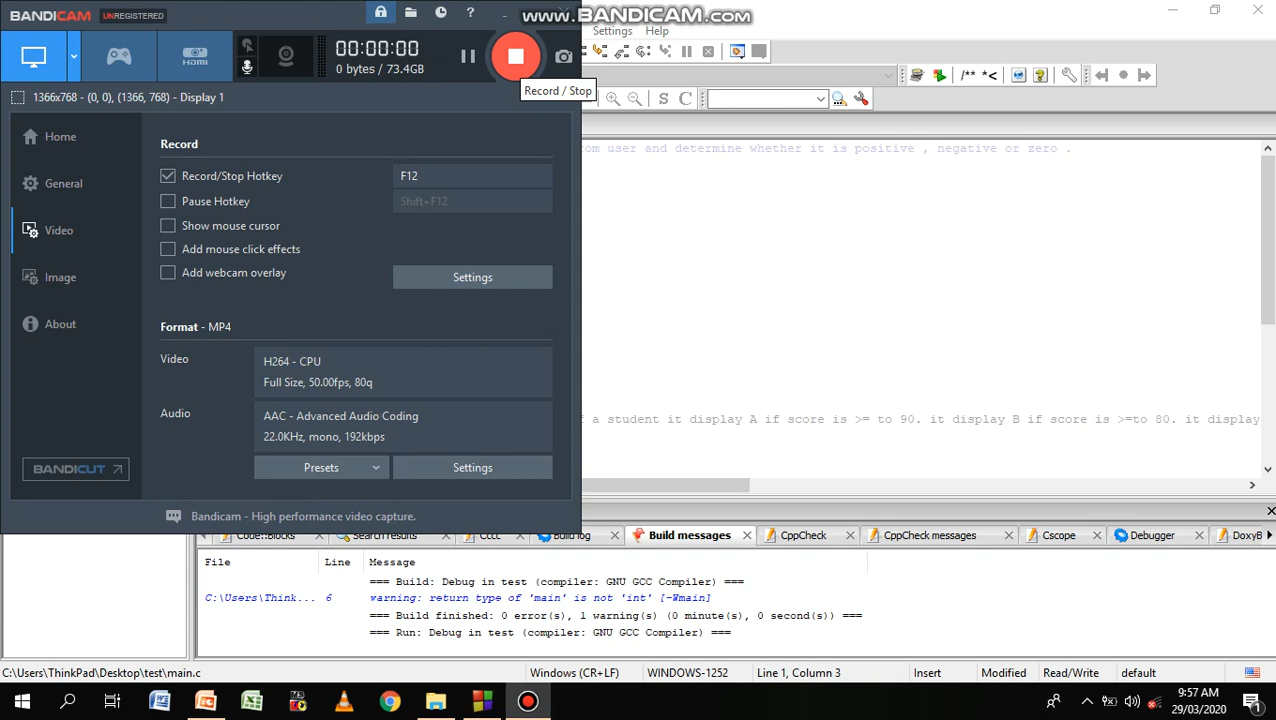 BANDICAM UNREGISTERED
www.BANDICAM.com
Settings Help
HDMI
00:00:00
0 bytes / 73.4GB
Record / Stop
1366x768 - (0, 0), (1366, 768) - Display 1
/** *<
S C
Home
General
Video
Image
About
BANDICUT
Record
Record/Stop Hotkey F12
Pause Hotkey Shift+F12
Show mouse cursor
Add mouse click effects
Add webcam overlay
Settings
Format - MP4
Video
H264 - CPU
Full Size, 50.00fps, 80q
Audio
AAC - Advanced Audio Coding
22.0KHz, mono, 192kbps
Presets Settings
Bandicam - High performance video capture.
from user and determine whether it is positive , negative or zero .
f a student it display A if score is >= to 90. it display B if score is >=to 80. it display
Code::Blocks Search results Cccc Build log Build messages CppCheck CppCheck messages Cscope Debugger DoxyB
File Line Message
=== Build: Debug in test (compiler: GNU GCC Compiler) ===
C:\Users\Think... 6 warning: return type of 'main' is not 'int' [-Wmain]
=== Build finished: 0 error(s), 1 warning(s) (0 minute(s), 0 second(s)) ===
=== Run: Debug in test (compiler: GNU GCC Compiler) ===
C:\Users\ThinkPad\Desktop\test\main.c Windows (CR+LF) WINDOWS-1252 Line 1, Column 3 Insert Modified Read/Write default
9:57 AM
29/03/2020
1